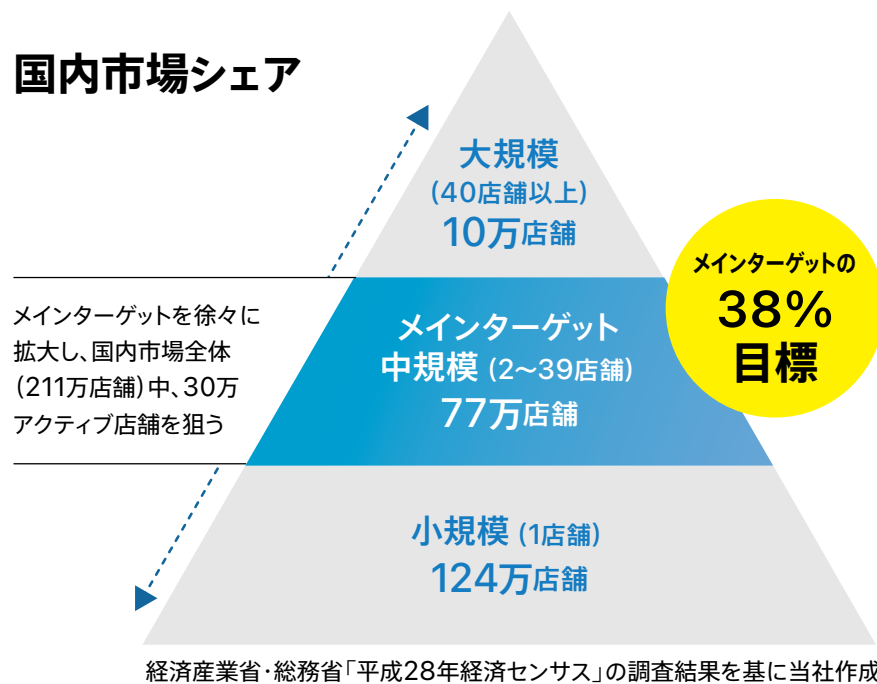 国内市場シェア
大規模
(40店舗以上)
10万店舗
メインターゲットの
38%
目標
メインターゲットを徐々に
拡大し、国内市場全体
(211万店舗)中、30万
アクティブ店舗を狙う
メインターゲット
中規模 (2〜39店舗)
77万店舗
小規模 (1店舗)
124万店舗
経済産業省・総務省「平成28年経済センサス」の調査結果を基に当社作成